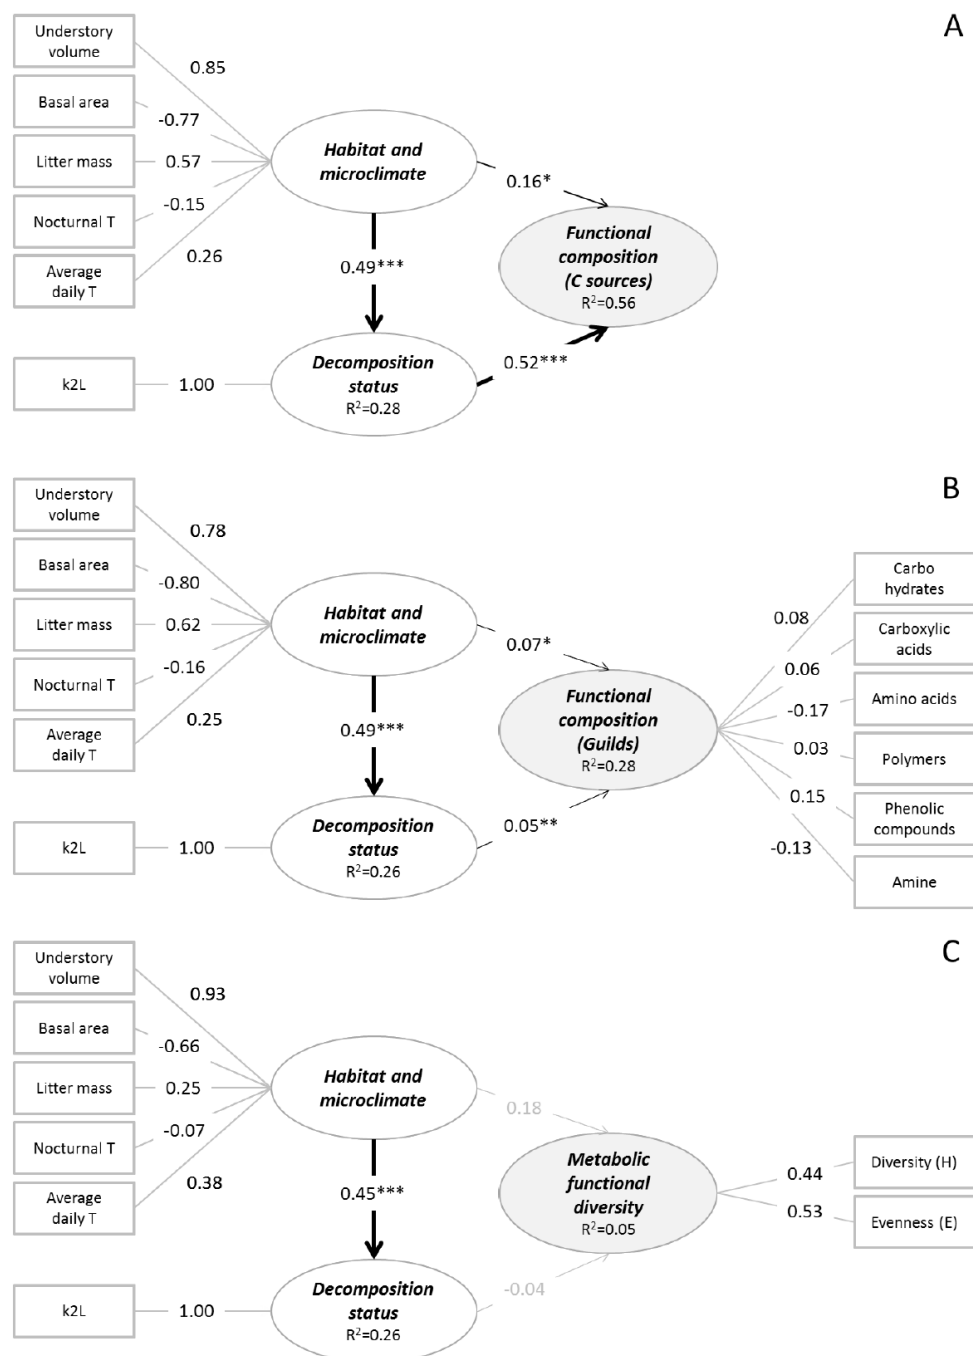 A
Understory
volume
0.85
Basal area
-0.77
Litter mass
0.57
Nocturnal T
-0.15
Average
daily T
0.26
Habitat and
microclimate
0.16*
0.49***
Functional
composition
(C sources)
R²=0.56
k2L
1.00
Decomposition
status
R²=0.28
0.52***
B
Understory
volume
0.78
Basal area
-0.80
Litter mass
0.62
Nocturnal T
-0.16
Average
daily T
0.25
Habitat and
microclimate
0.07*
0.49***
Functional
composition
(Guilds)
R²=0.28
k2L
1.00
Decomposition
status
R²=0.26
0.05**
0.08
Carbo
hydrates
0.06
Carboxylic
acids
-0.17
Amino acids
0.03
Polymers
0.15
Phenolic
compounds
-0.13
Amine
C
Understory
volume
0.93
Basal area
-0.66
Litter mass
0.25
Nocturnal T
-0.07
Average
daily T
0.38
Habitat and
microclimate
0.18
0.45***
Metabolic
functional
diversity
R²=0.05
k2L
1.00
Decomposition
status
R²=0.26
-0.04
0.44
Diversity (H)
0.53
Evenness (E)